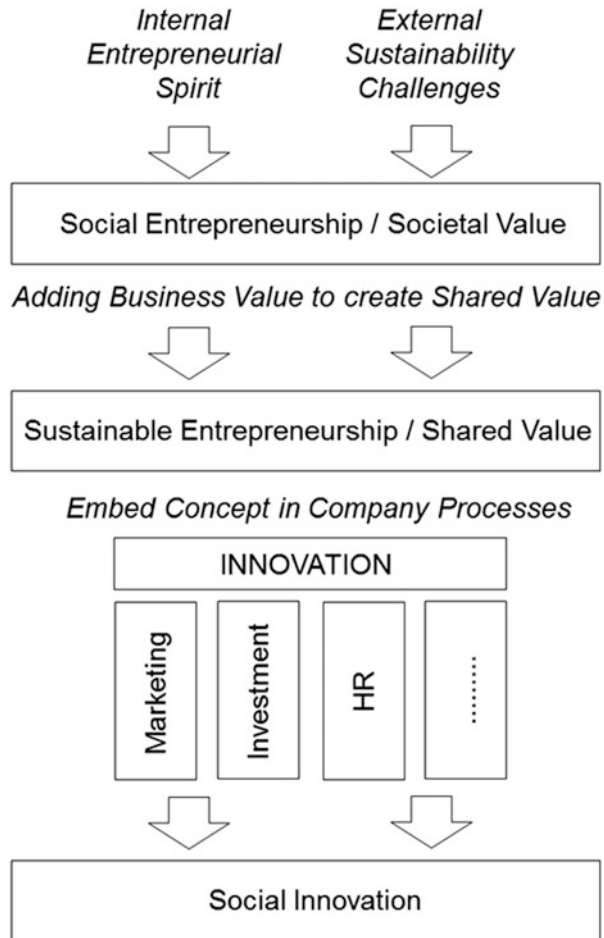 Internal
Entrepreneurial
Spirit
External
Sustainability
Challenges
Social Entrepreneurship / Societal Value
Adding Business Value to create Shared Value
Sustainable Entrepreneurship / Shared Value
Embed Concept in Company Processes
INNOVATION
Marketing
Investment
HR
.........
Social Innovation